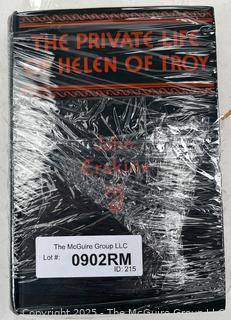 THE PRIVATE LIFE
OF HELEN OF TROY
John
Erskine
The McGuire Group LLC
Lot #:
0902RM
ID: 215
Copyright 2025 - The McGuire Group LLC